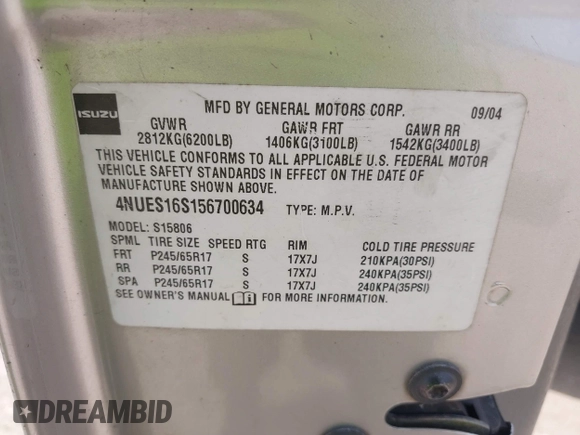 ISUZU MFD BY GENERAL MOTORS CORP. 09/04
GVWR GAWR FRT GAWR RR
2812KG(6200LB) 1406KG(3100LB) 1542KG(3400LB)
THIS VEHICLE CONFORMS TO ALL APPLICABLE U.S. FEDERAL MOTOR
VEHICLE SAFETY STANDARDS IN EFFECT ON THE DATE OF
MANUFACTURE SHOWN ABOVE.
4NUES16S156700634 TYPE: M.P.V.
MODEL: S15806
SPML TIRE SIZE SPEED RTG RIM COLD TIRE PRESSURE
FRT P245/65R17 S 17X7J 210KPA(30PSI)
RR P245/65R17 S 17X7J 240KPA(35PSI)
SPA P245/65R17 S 17X7J 240KPA(35PSI)
SEE OWNER'S MANUAL FOR MORE INFORMATION.
DREAMBID